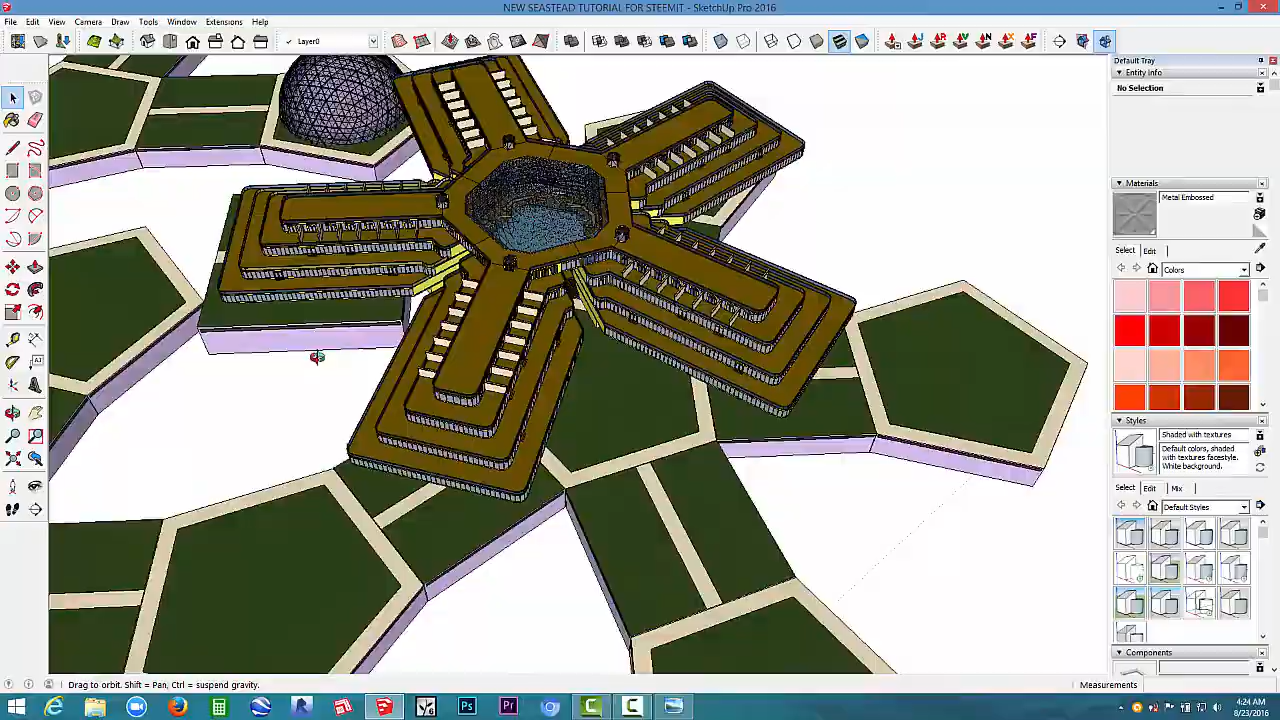 NEW SEASTEAD TUTORIAL FOR STEEMIT - SketchUp Pro 2016
File Edit View Camera Draw Tools Window Extensions Help
Layer0
Default Tray
Entity Info
No Selection
Materials
Metal Embossed
Select Edit
Colors
Styles
Shaded with textures
Default colors, shaded
with textures facestyle.
White background.
Select Edit Mix
Default Styles
Components
Drag to orbit. Shift = Pan, Ctrl = suspend gravity.
Measurements
Ps
Pr
4:24 AM
8/23/2016